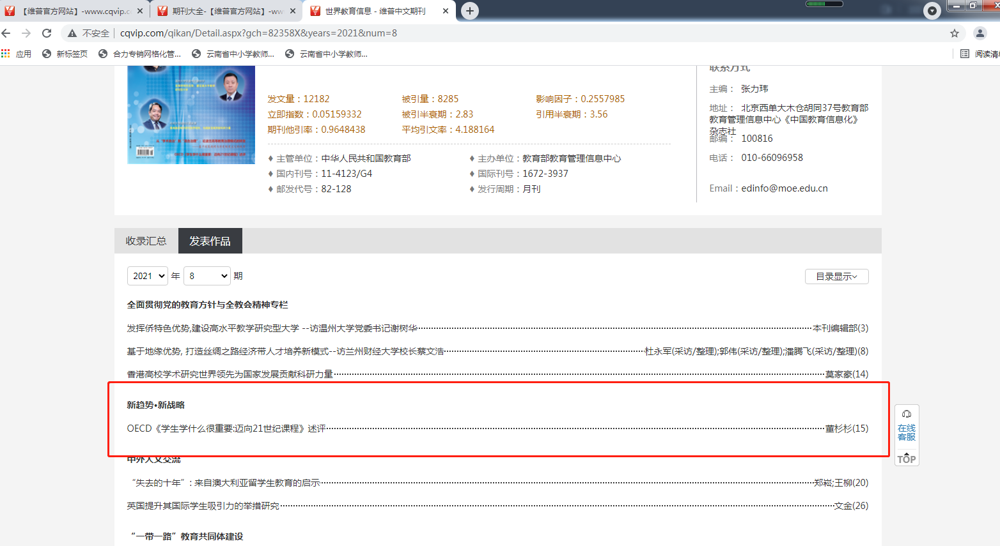 【维普官方网站】-www.cqvip.c
期刊大全-【维普官方网站】-ww
世界教育信息 - 维普中文期刊
不安全
cqvip.com/qikan/Detail.aspx?gch=82358X&years=2021&num=8
应用
新标签页
合力专销网格化管...
云南省中小学教师...
云南省中小学教师...
阅读清单
发文量：12182
被引量：8285
影响因子：0.2557985
立即指数：0.05159332
被引半衰期：2.83
引用半衰期：3.56
期刊他引率：0.9648438
平均引文率：4.188164
♦ 主管单位：中华人民共和国教育部
♦ 主办单位：教育部教育管理信息中心
♦ 国内刊号：11-4123/G4
♦ 国际刊号：1672-3937
♦ 邮发代号：82-128
♦ 发行周期：月刊
联系方式
主编： 张力玮
地址： 北京西单大木仓胡同37号教育部
教育管理信息中心《中国教育信息化》
杂志社
邮编： 100816
电话： 010-66096958
Email：edinfo@moe.edu.cn
收录汇总
发表作品
2021 年 8 期
目录显示
全面贯彻党的教育方针与全教会精神专栏
发挥侨特色优势,建设高水平教学研究型大学 --访温州大学党委书记谢树华 本刊编辑部(3)
基于地缘优势, 打造丝绸之路经济带人才培养新模式--访兰州财经大学校长蔡文浩 杜永军(采访/整理);郭伟(采访/整理);潘腾飞(采访/整理)(8)
香港高校学术研究世界领先为国家发展贡献科研力量 莫家豪(14)
新趋势•新战略
OECD《学生学什么很重要:迈向21世纪课程》述评 董杉杉(15)
中外人文交流
“失去的十年”：来自澳大利亚留学生教育的启示 郑崧;王柳(20)
英国提升其国际学生吸引力的举措研究 文金(26)
“一带一路”教育共同体建设
在线
客服
TOP